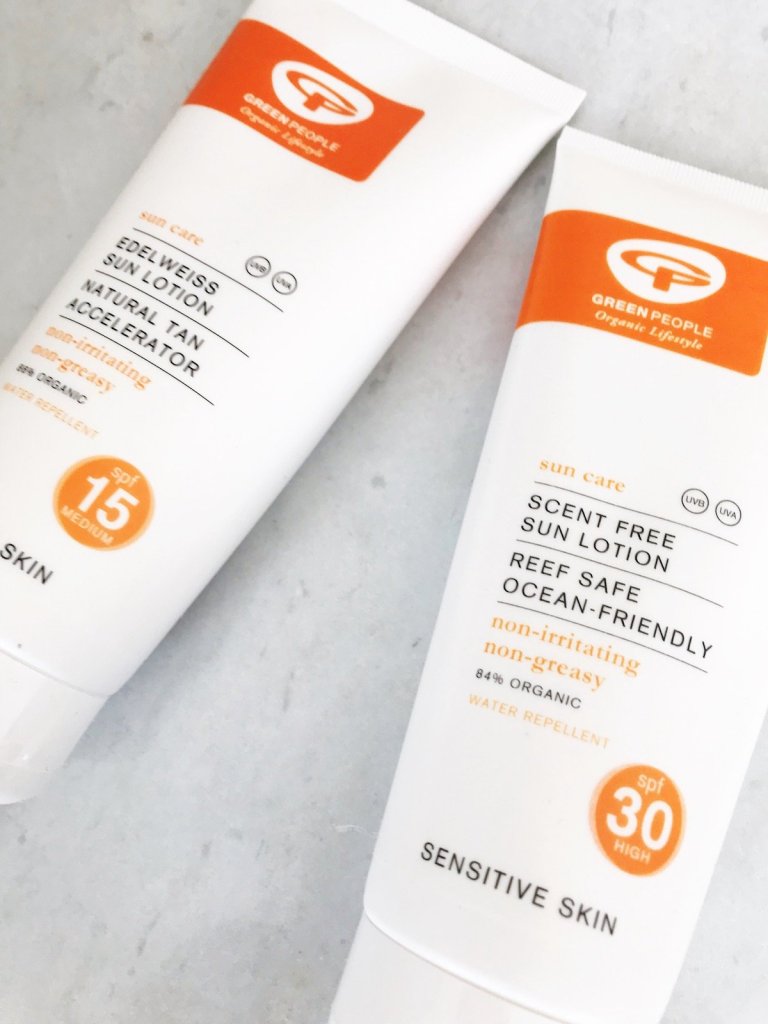 GREEN PEOPLE
Organic Lifestyle
sun care
EDELWEISS
SUN LOTION
UVB UVA
NATURAL TAN
ACCELERATOR
non-irritating
non-greasy
88% ORGANIC
WATER REPELLENT
spf
15
MEDIUM
SKIN
GREEN PEOPLE
Organic Lifestyle
sun care
SCENT FREE
SUN LOTION
UVB UVA
REEF SAFE
OCEAN-FRIENDLY
non-irritating
non-greasy
84% ORGANIC
WATER REPELLENT
spf
30
HIGH
SENSITIVE SKIN